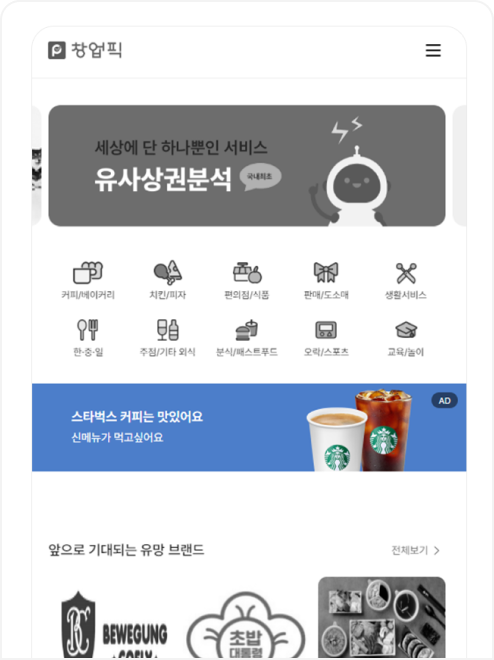 창업픽
세상에 단 하나뿐인 서비스
유사상권분석 국내최초
커피/베이커리 치킨/피자 편의점/식품 판매/도소매 생활서비스
한·중·일 주점/기타 외식 분식/패스트푸드 오락/스포츠 교육/놀이
AD
스타벅스 커피는 맛있어요
신메뉴가 먹고싶어요
앞으로 기대되는 유망 브랜드 전체보기
BEWEGUNG
COFLY
초밥
대통령